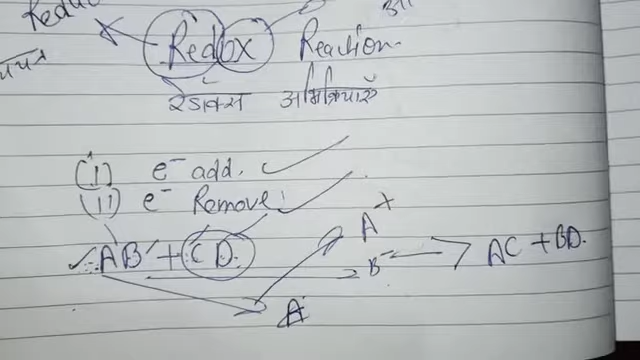 Redox Reaction
रेडॉक्स अभिक्रियाएँ
(i) e⁻ add.
(ii) e⁻ Remove
A⁺
AB + CD. B⁻ → AC + BD.
A